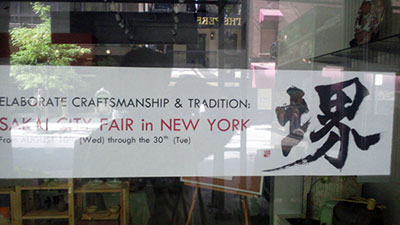 ELABORATE CRAFTSMANSHIP & TRADITION:
SAKAI CITY FAIR in NEW YORK
From AUGUST 10th (Wed) through the 30th (Tue)
堺